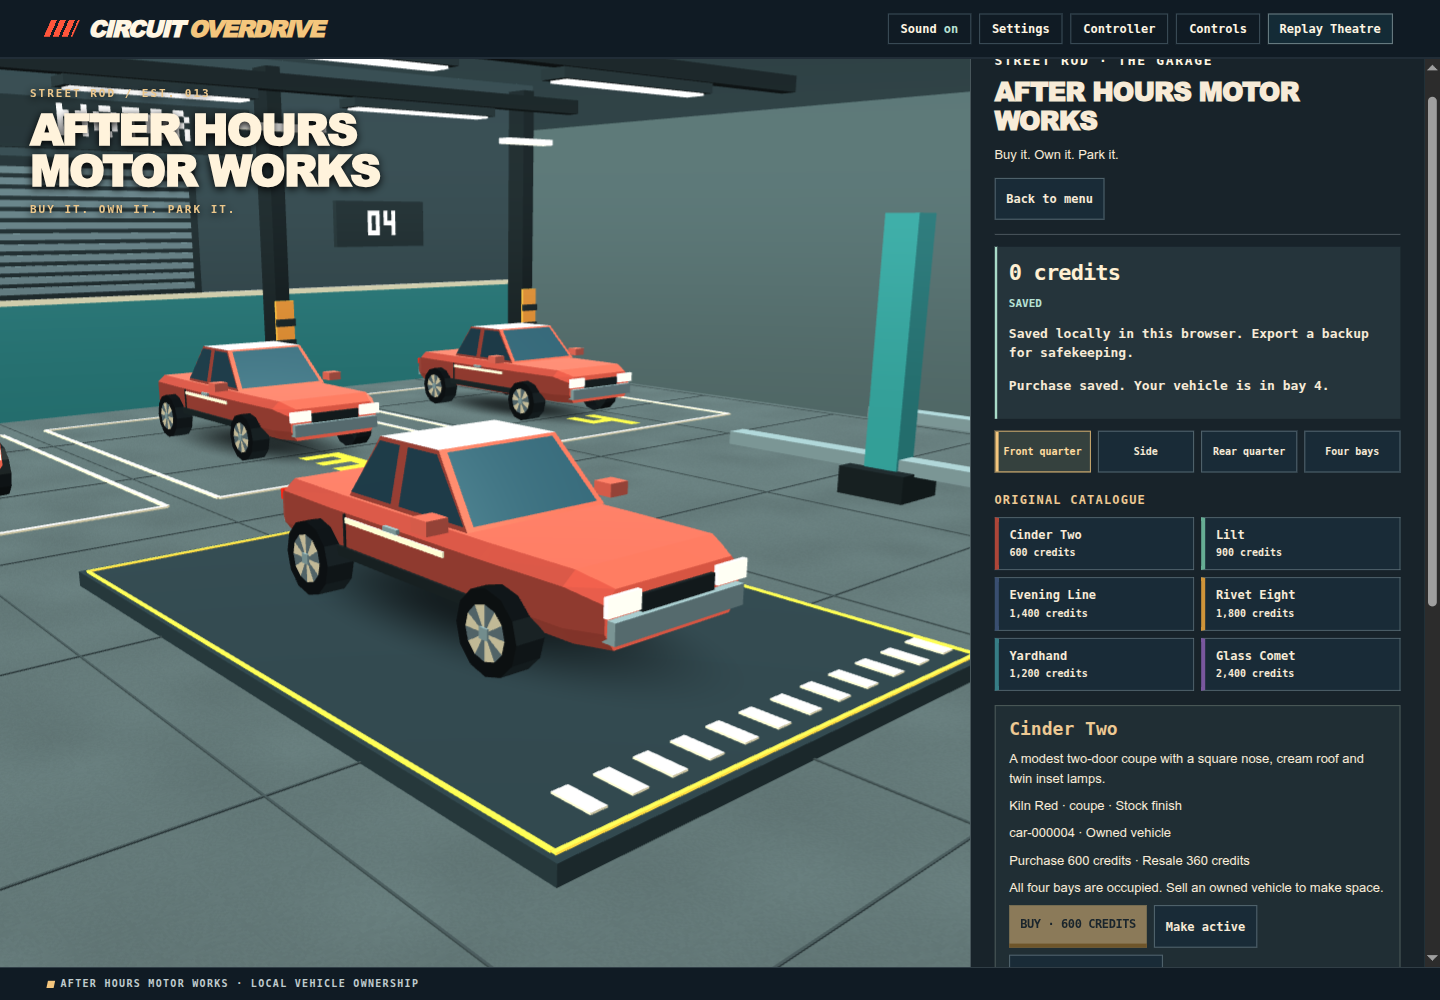 CIRCUIT OVERDRIVE
Sound on
Settings
Controller
Controls
Replay Theatre
STREET ROD / EST. 013
AFTER HOURS
MOTOR WORKS
BUY IT. OWN IT. PARK IT.
04
3
4
STREET ROD · THE GARAGE
AFTER HOURS MOTOR
WORKS
Buy it. Own it. Park it.
Back to menu
0 credits
SAVED
Saved locally in this browser. Export a backup
for safekeeping.
Purchase saved. Your vehicle is in bay 4.
Front quarter
Side
Rear quarter
Four bays
ORIGINAL CATALOGUE
Cinder Two
600 credits
Lilt
900 credits
Evening Line
1,400 credits
Rivet Eight
1,800 credits
Yardhand
1,200 credits
Glass Comet
2,400 credits
Cinder Two
A modest two-door coupe with a square nose, cream roof and
twin inset lamps.
Kiln Red · coupe · Stock finish
car-000004 · Owned vehicle
Purchase 600 credits · Resale 360 credits
All four bays are occupied. Sell an owned vehicle to make space.
BUY · 600 CREDITS
Make active
AFTER HOURS MOTOR WORKS · LOCAL VEHICLE OWNERSHIP